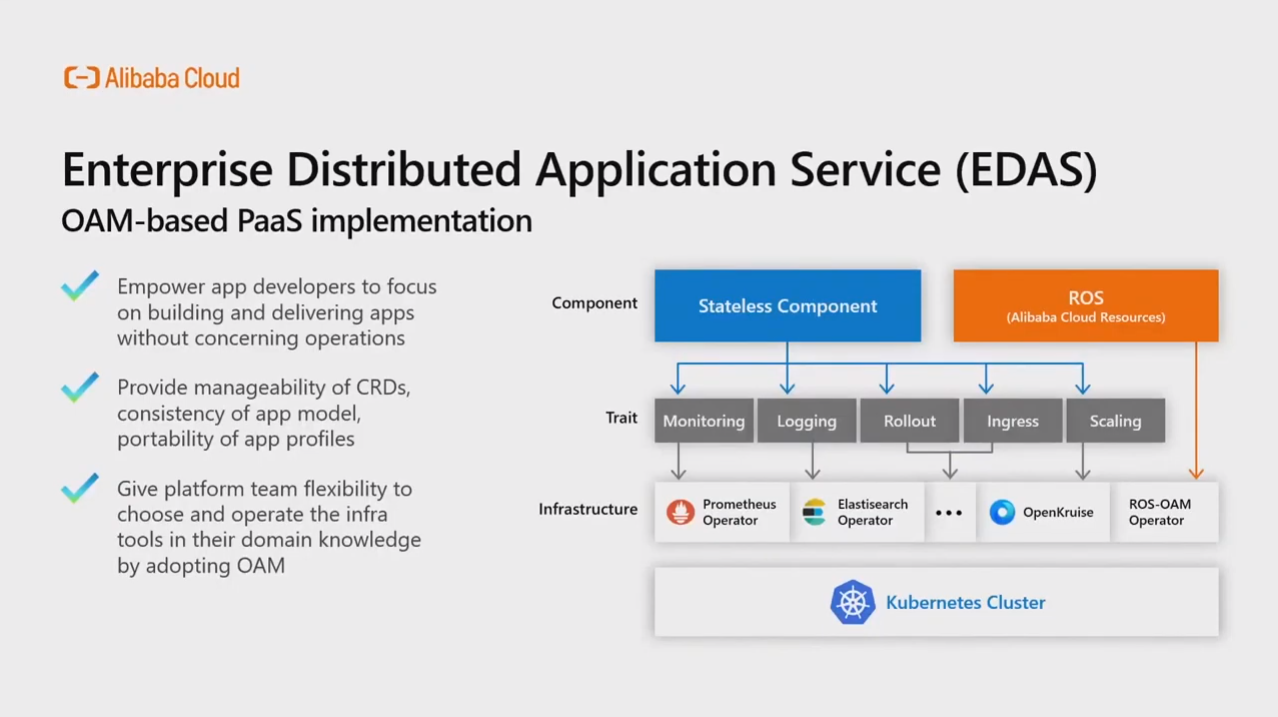 Alibaba Cloud
Enterprise Distributed Application Service (EDAS)
OAM-based PaaS implementation
Empower app developers to focus
on building and delivering apps
without concerning operations
Provide manageability of CRDs,
consistency of app model,
portability of app profiles
Give platform team flexibility to
choose and operate the infra
tools in their domain knowledge
by adopting OAM
Component
Stateless Component
ROS
(Alibaba Cloud Resources)
Trait
Monitoring
Logging
Rollout
Ingress
Scaling
Infrastructure
Prometheus
Operator
Elastisearch
Operator
...
OpenKruise
ROS-OAM
Operator
Kubernetes Cluster